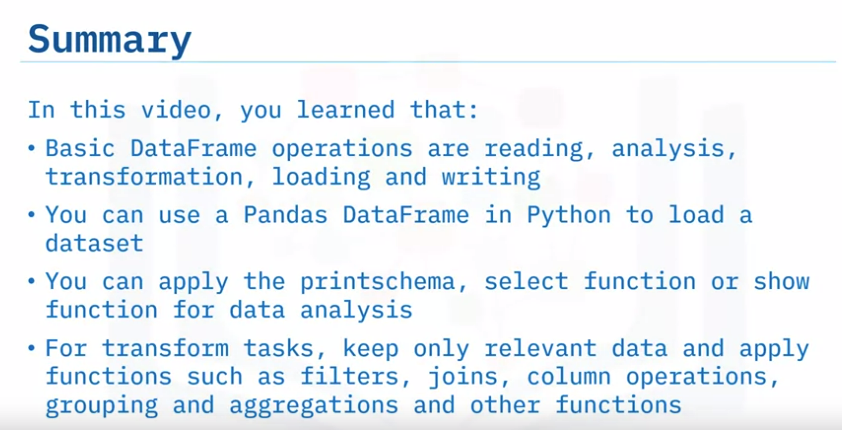 Summary
In this video, you learned that:
• Basic DataFrame operations are reading, analysis,
transformation, loading and writing
• You can use a Pandas DataFrame in Python to load a
dataset
• You can apply the printschema, select function or show
function for data analysis
• For transform tasks, keep only relevant data and apply
functions such as filters, joins, column operations,
grouping and aggregations and other functions